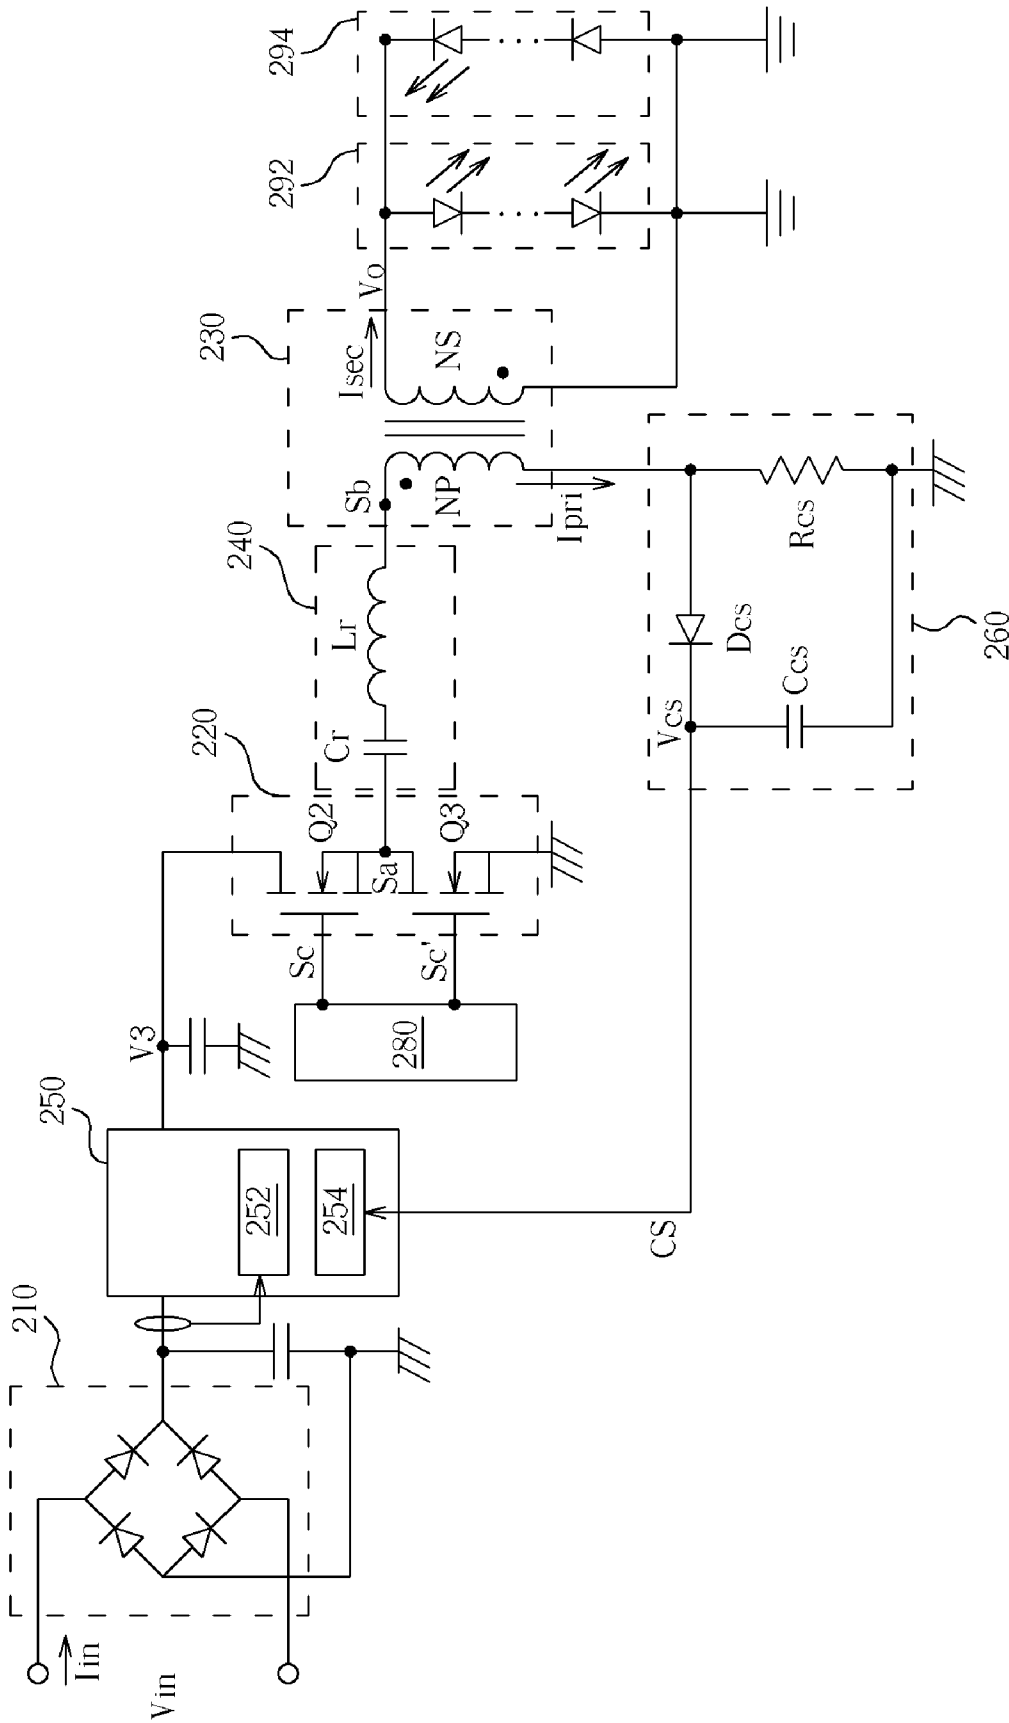 Vin
Iin
210
250
252
254
V3
280
Sc
Sc'
220
Q2
Q3
Sa
240
Cr
Lr
230
Sb
NP
NS
Isec
Ipri
Vo
292
294
CS
Vcs
Dcs
Ccs
Rcs
260